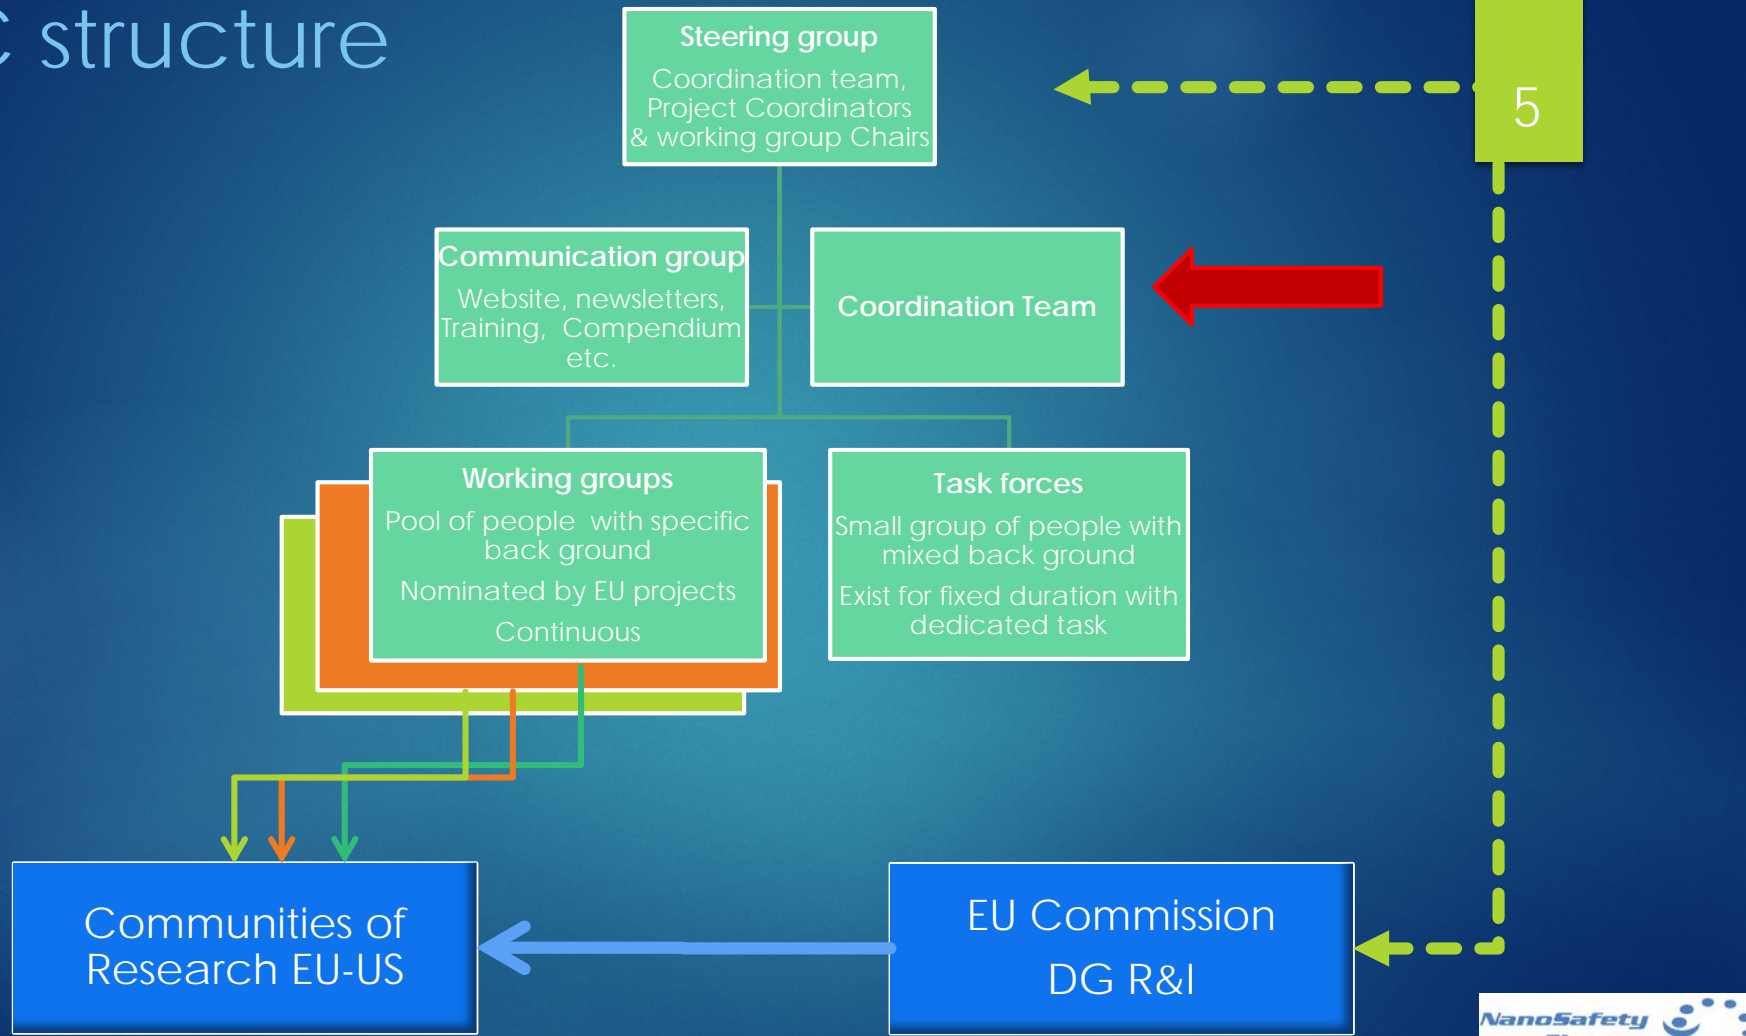 C structure
Steering group
Coordination team,
Project Coordinators
& working group Chairs
5
Communication group
Website, newsletters,
Training, Compendium
etc.
Coordination Team
Working groups
Pool of people with specific
back ground
Nominated by EU projects
Continuous
Task forces
Small group of people with
mixed back ground
Exist for fixed duration with
dedicated task
Communities of
Research EU-US
EU Commission
DG R&I
NanoSafety